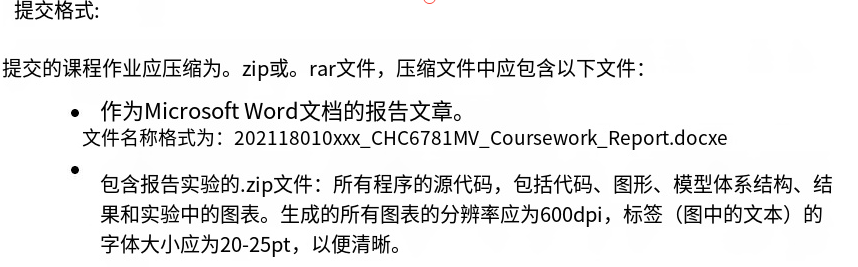 提交格式:
提交的课程作业应压缩为。zip或。rar文件，压缩文件中应包含以下文件：
• 作为Microsoft Word文档的报告文章。
文件名称格式为：202118010xxx_CHC6781MV_Coursework_Report.docxe
• 包含报告实验的.zip文件：所有程序的源代码，包括代码、图形、模型体系结构、结
果和实验中的图表。生成的所有图表的分辨率应为600dpi，标签（图中的文本）的
字体大小应为20-25pt，以便清晰。